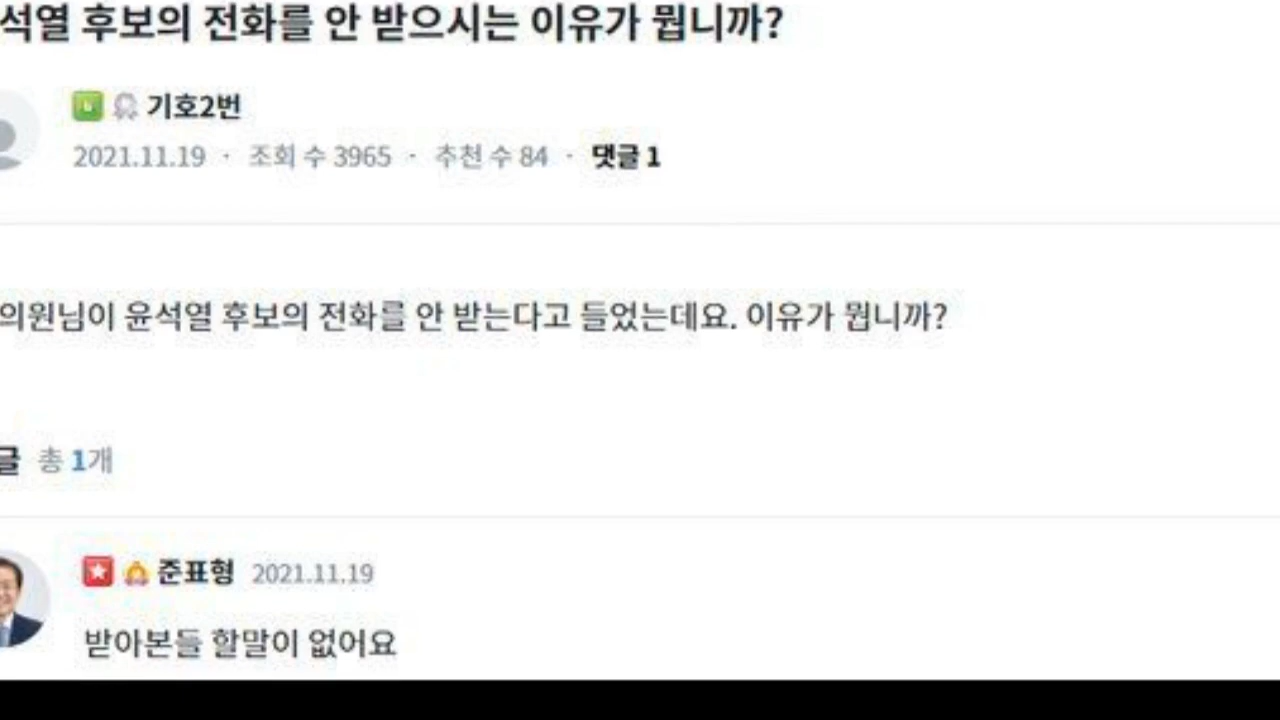 석열 후보의 전화를 안 받으시는 이유가 뭡니까?
기호2번
2021.11.19 · 조회 수 3965 · 추천 수 84 · 댓글 1
의원님이 윤석열 후보의 전화를 안 받는다고 들었는데요. 이유가 뭡니까?
글 총 1개
준표형 2021.11.19
받아본들 할말이 없어요